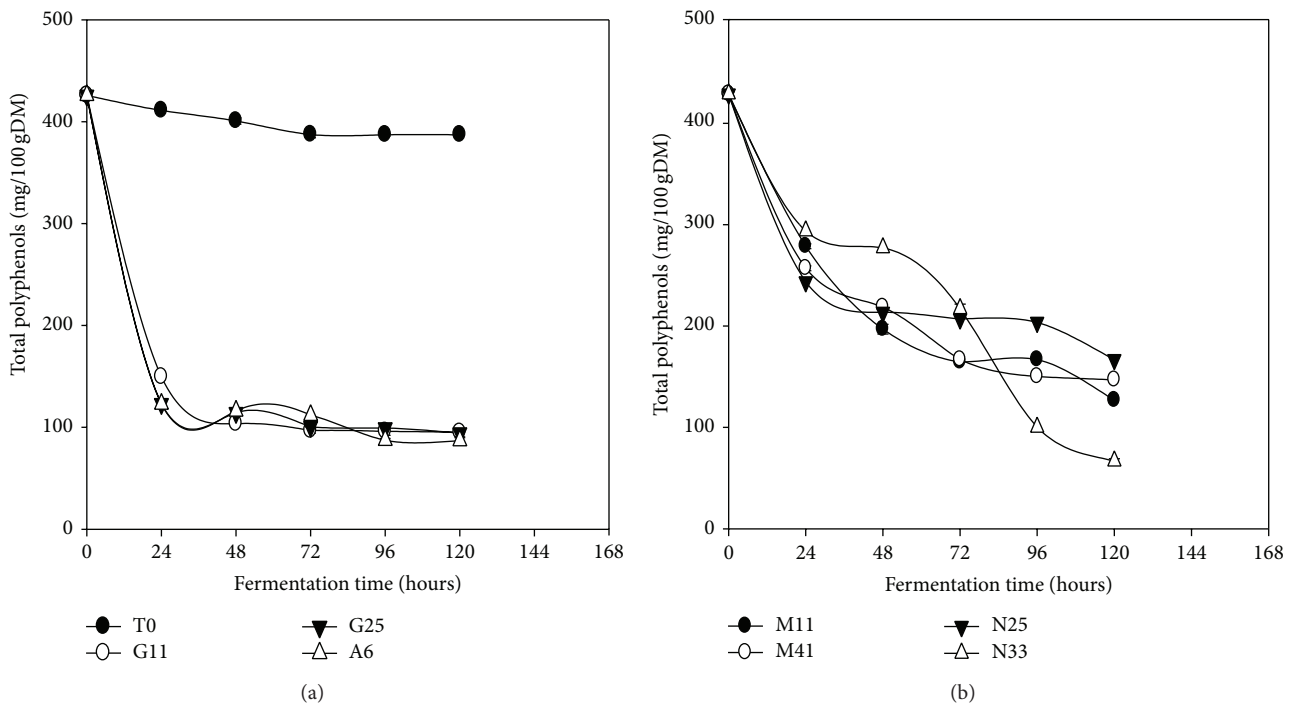 500
400
300
200
100
0
Total polyphenols (mg/100 gDM)
0 24 48 72 96 120 144 168
Fermentation time (hours)
T0 G25
G11 A6
(a)
500
400
300
200
100
0
Total polyphenols (mg/100 gDM)
0 24 48 72 96 120 144 168
Fermentation time (hours)
M11 N25
M41 N33
(b)